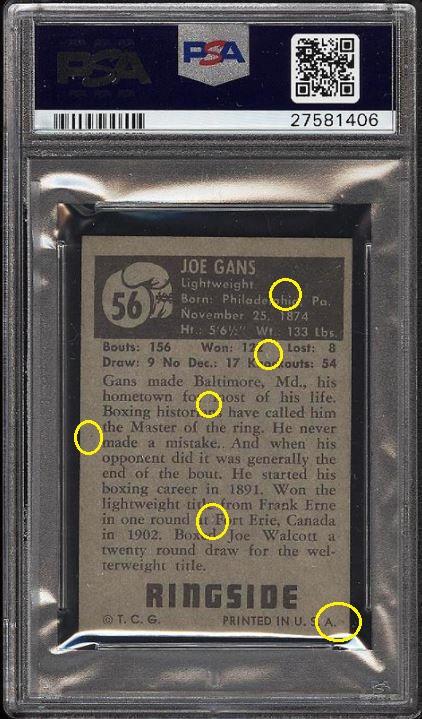 PSA
PSA
27581406
56
JOE GANS
Lightweight
Born: Philadelphia, Pa.
November 25, 1874
Ht.: 5'6½" Wt.: 133 Lbs.
Bouts: 156 Won: 122 Lost: 8
Draw: 9 No Dec.: 17 Knockouts: 54
Gans made Baltimore, Md., his
hometown for most of his life.
Boxing historians have called him
the Master of the ring. He never
made a mistake. And when his
opponent did it was generally the
end of the bout. He started his
boxing career in 1891. Won the
lightweight title from Frank Erne
in one round at Fort Erie, Canada
in 1902. Boxed Joe Walcott a
twenty round draw for the wel-
terweight title.
RINGSIDE
© T. C. G. PRINTED IN U. S. A.